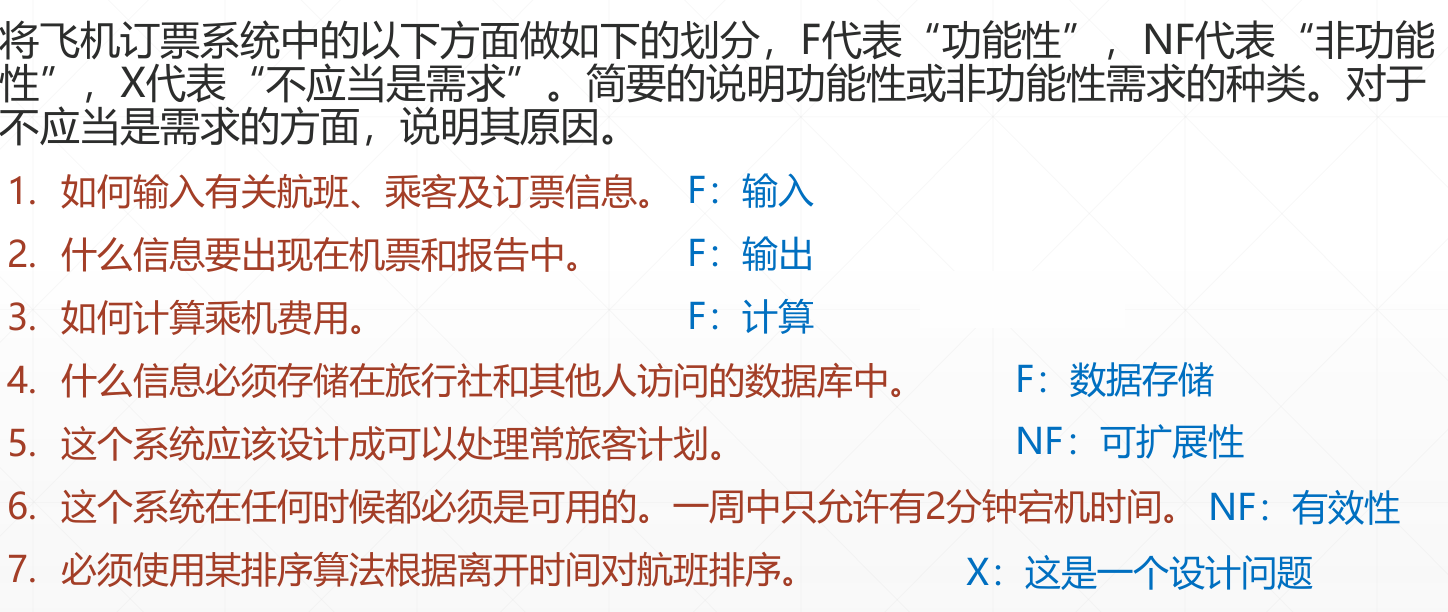 将飞机订票系统中的以下方面做如下的划分，F代表“功能性”，NF代表“非功能
性”，X代表“不应当是需求”。简要的说明功能性或非功能性需求的种类。对于
不应当是需求的方面，说明其原因。
1. 如何输入有关航班、乘客及订票信息。 F：输入
2. 什么信息要出现在机票和报告中。 F：输出
3. 如何计算乘机费用。 F：计算
4. 什么信息必须存储在旅行社和其他人访问的数据库中。 F：数据存储
5. 这个系统应该设计成可以处理常旅客计划。 NF：可扩展性
6. 这个系统在任何时候都必须是可用的。一周中只允许有2分钟宕机时间。 NF：有效性
7. 必须使用某排序算法根据离开时间对航班排序。 X：这是一个设计问题